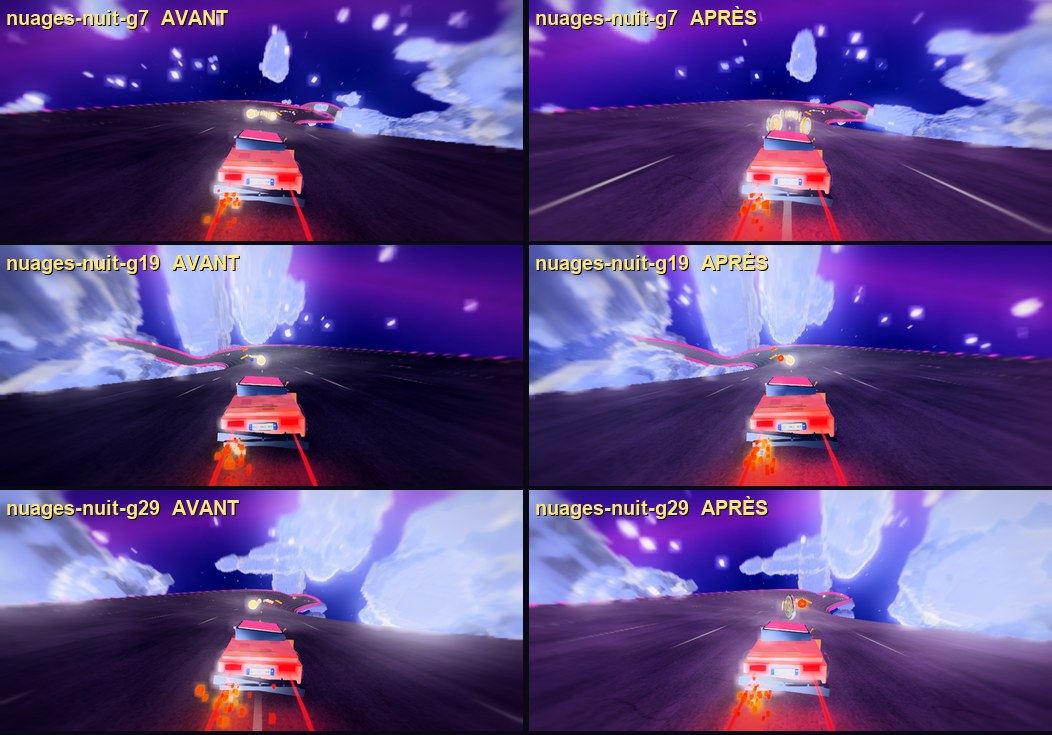 nuages-nuit-g7 AVANT
nuages-nuit-g7 APRÈS
nuages-nuit-g19 AVANT
nuages-nuit-g19 APRÈS
nuages-nuit-g29 AVANT
nuages-nuit-g29 APRÈS